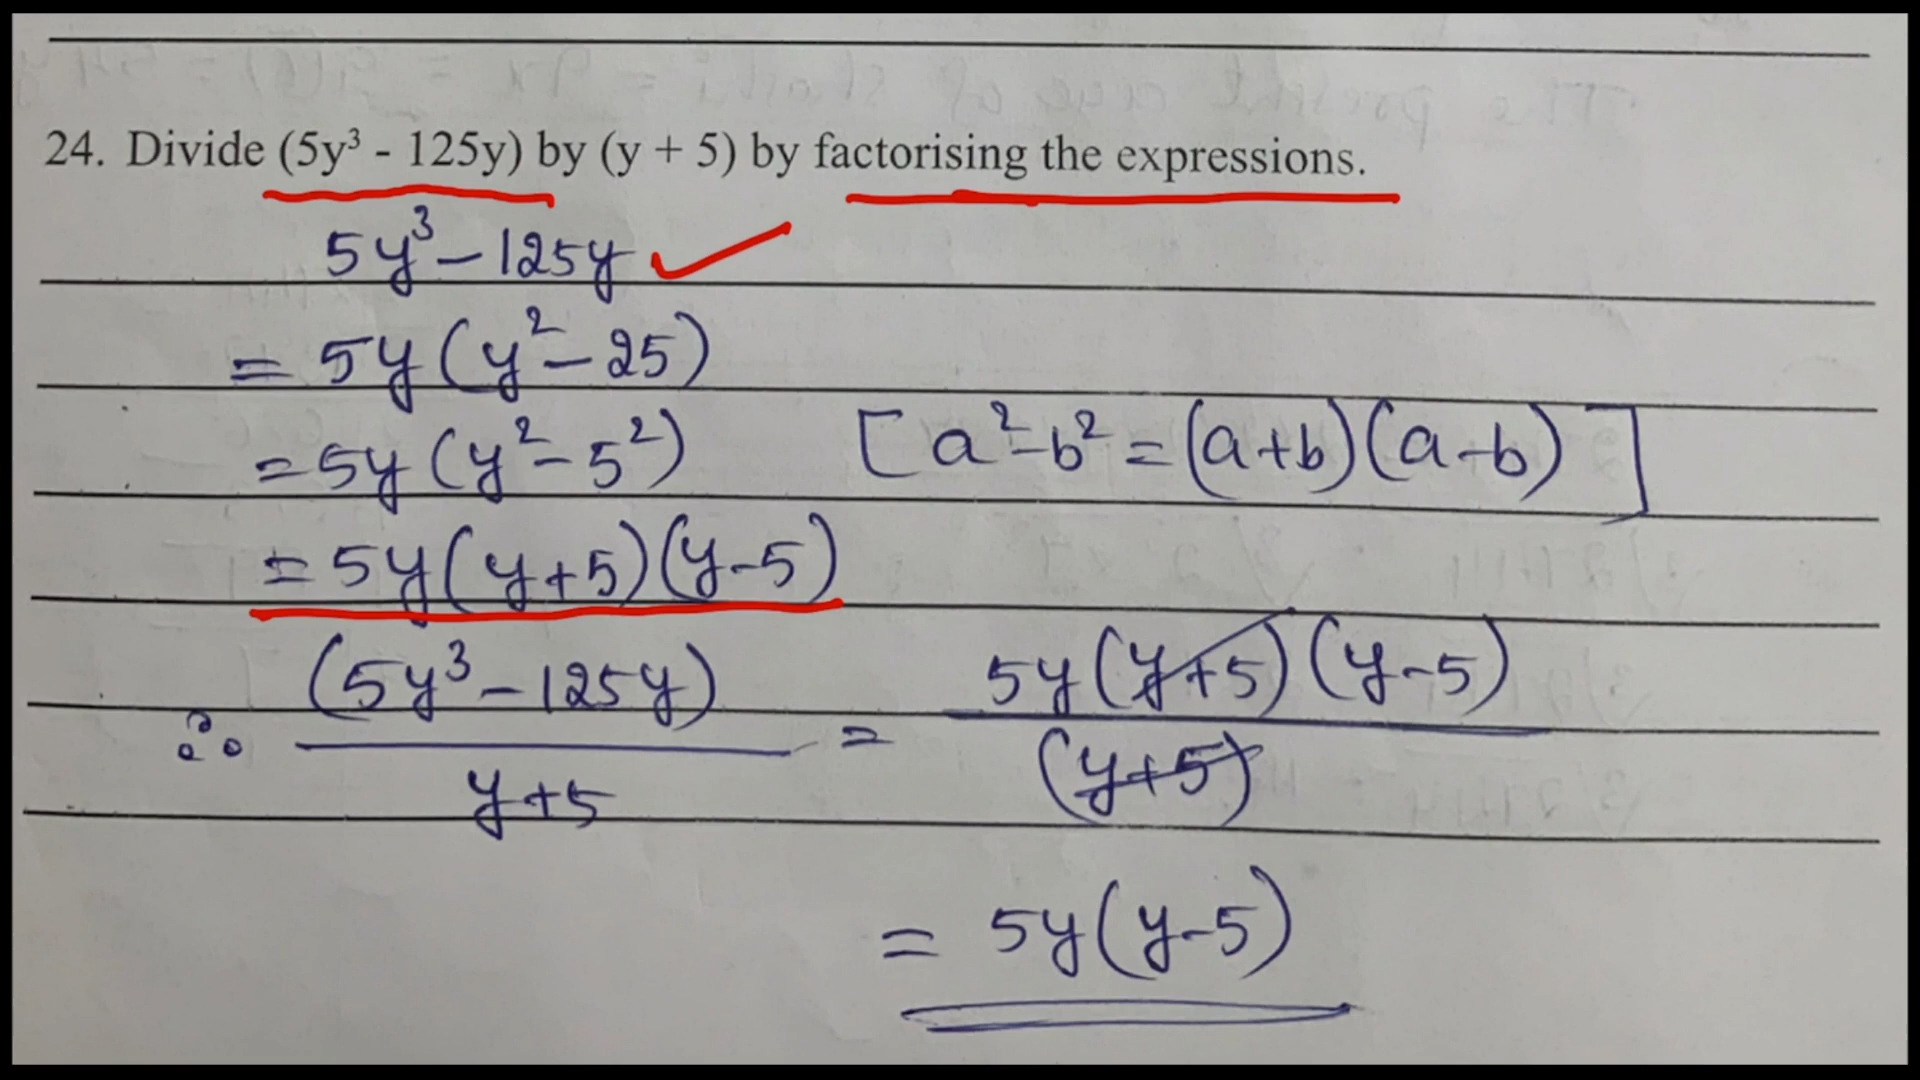 24. Divide (5y³ - 125y) by (y + 5) by factorising the expressions.
5y³ - 125y ✓
= 5y(y² - 25)
= 5y(y² - 5²) [a² - b² = (a+b)(a-b)]
= 5y(y+5)(y-5)
∴ (5y³ - 125y) / y+5 = 5y(y+5)(y-5) / (y+5)
= 5y(y-5)